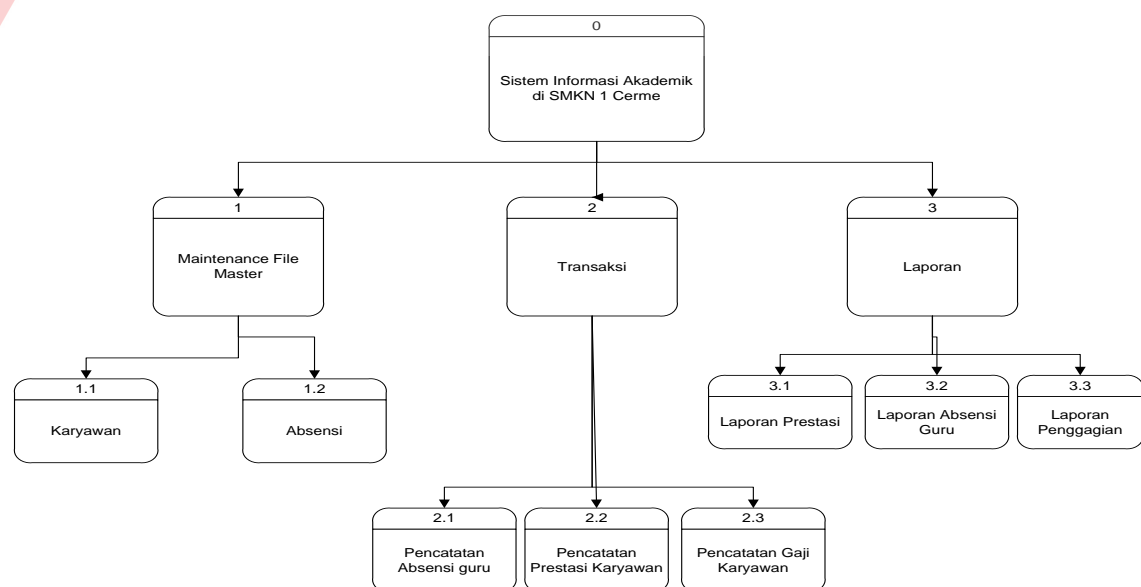 0
Sistem Informasi Akademik
di SMKN 1 Cerme
1
Maintenance File
Master
2
Transaksi
3
Laporan
1.1
Karyawan
1.2
Absensi
3.1
Laporan Prestasi
3.2
Laporan Absensi
Guru
3.3
Laporan
Penggagian
2.1
Pencatatan
Absensi guru
2.2
Pencatatan
Prestasi Karyawan
2.3
Pencatatan Gaji
Karyawan